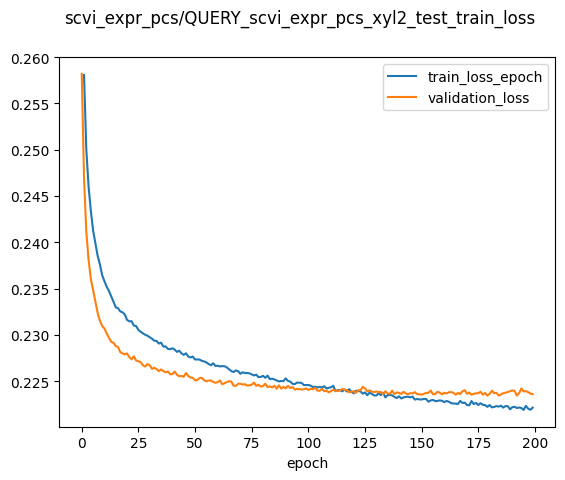 scvi_expr_pcs/QUERY_scvi_expr_pcs_xyl2_test_train_loss
0.260
0.255
0.250
0.245
0.240
0.235
0.230
0.225
train_loss_epoch
validation_loss
0 25 50 75 100 125 150 175 200
epoch